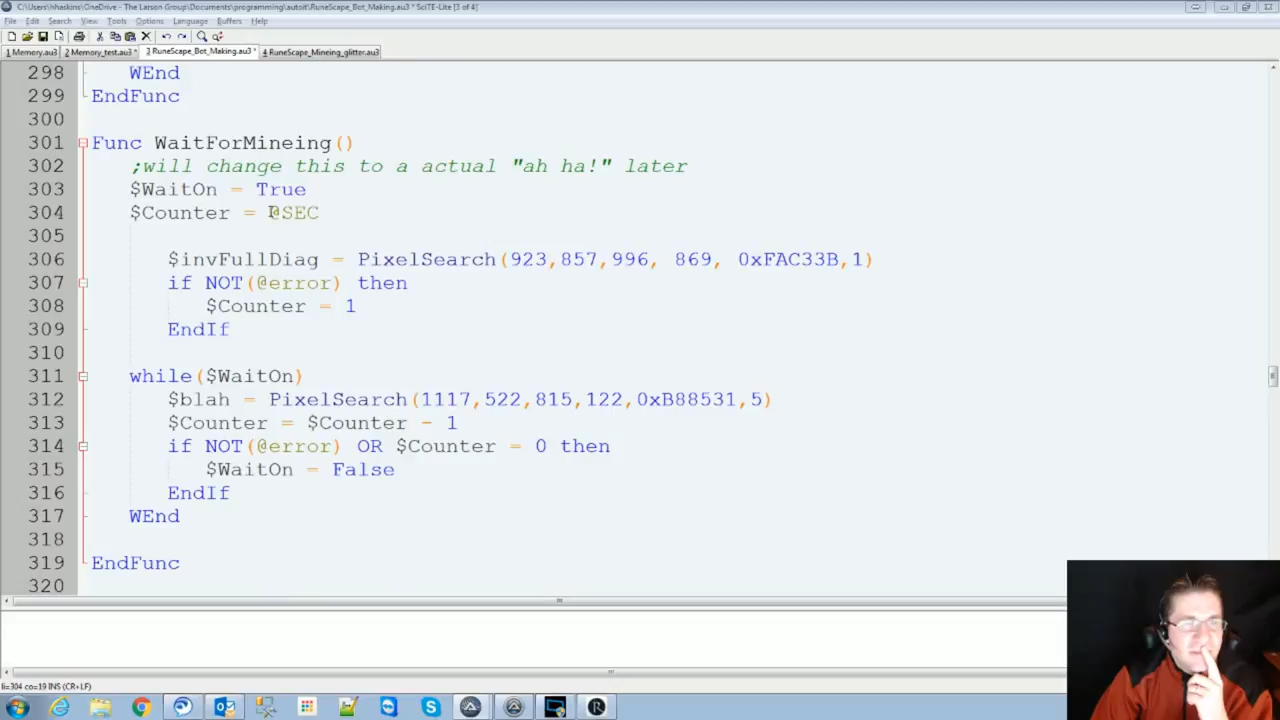 C:\Users\hhaskins\OneDrive - The Larson Group\Documents\programming\autoit\RuneScape_Bot_Making.au3 * SciTE-Lite [3 of 4]
File Edit Search View Tools Options Language Buffers Help
1 Memory.au3 2 Memory_test.au3 * 3 RuneScape_Bot_Making.au3 * 4 RuneScape_Mineing_glitter.au3
298 WEnd
299 EndFunc
300
301 Func WaitForMineing()
302 ;will change this to a actual "ah ha!" later
303 $WaitOn = True
304 $Counter = @SEC
305
306 $invFullDiag = PixelSearch(923,857,996, 869, 0xFAC33B,1)
307 if NOT(@error) then
308 $Counter = 1
309 EndIf
310
311 while($WaitOn)
312 $blah = PixelSearch(1117,522,815,122,0xB88531,5)
313 $Counter = $Counter - 1
314 if NOT(@error) OR $Counter = 0 then
315 $WaitOn = False
316 EndIf
317 WEnd
318
319 EndFunc
320
li=304 co=19 INS (CR+LF)